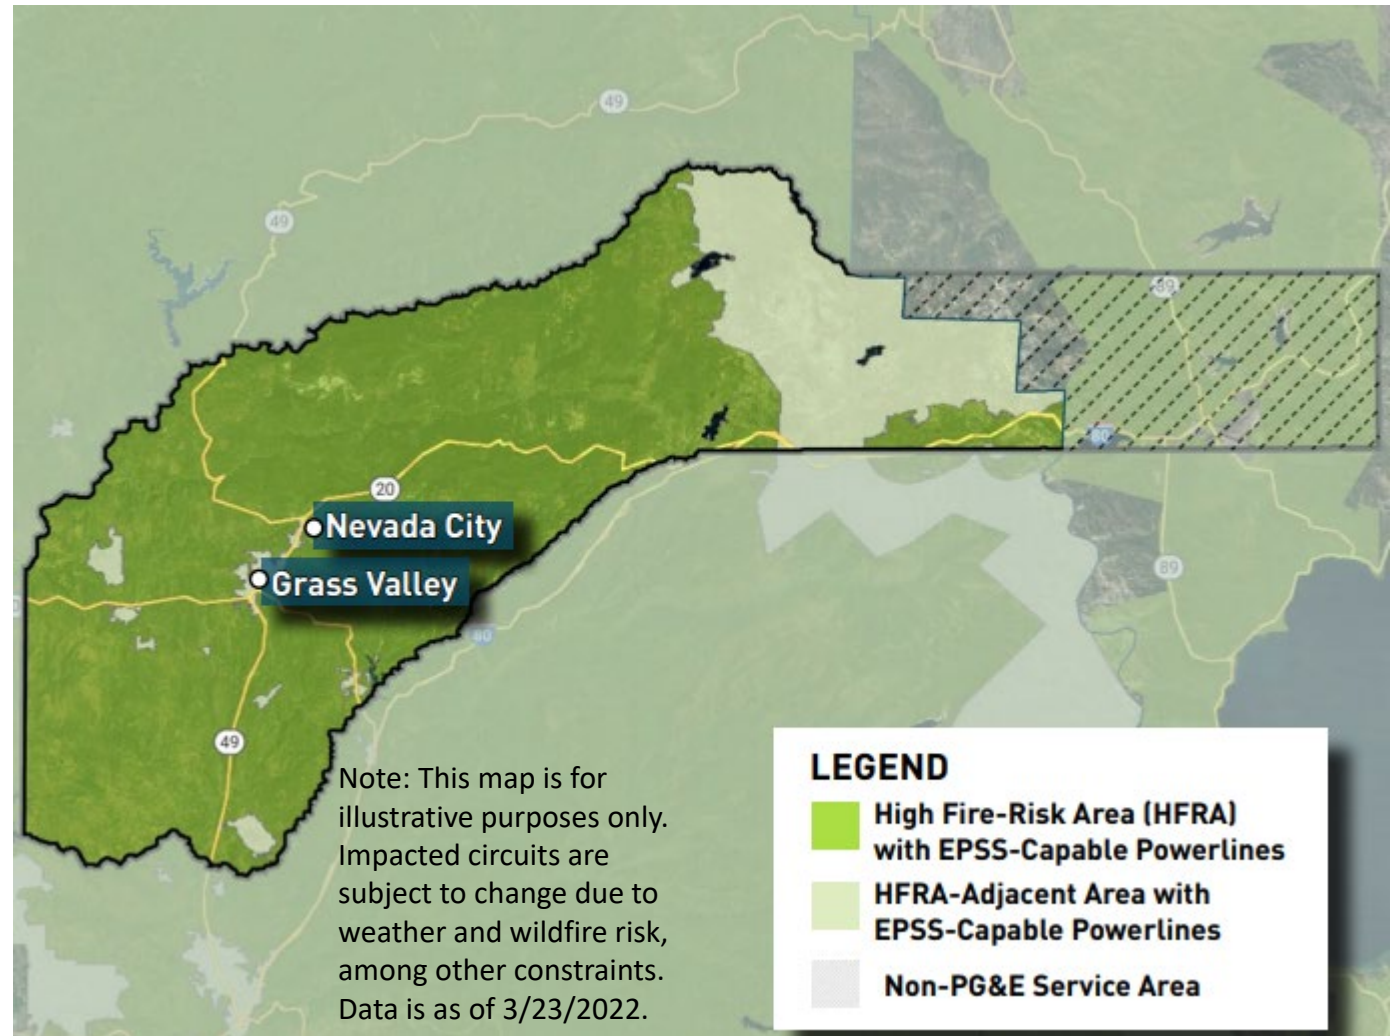 49
49
89
80
20
Nevada City
Grass Valley
89
80
49
Note: This map is for
illustrative purposes only.
Impacted circuits are
subject to change due to
weather and wildfire risk,
among other constraints.
Data is as of 3/23/2022.
LEGEND
High Fire-Risk Area (HFRA)
with EPSS-Capable Powerlines
HFRA-Adjacent Area with
EPSS-Capable Powerlines
Non-PG&E Service Area